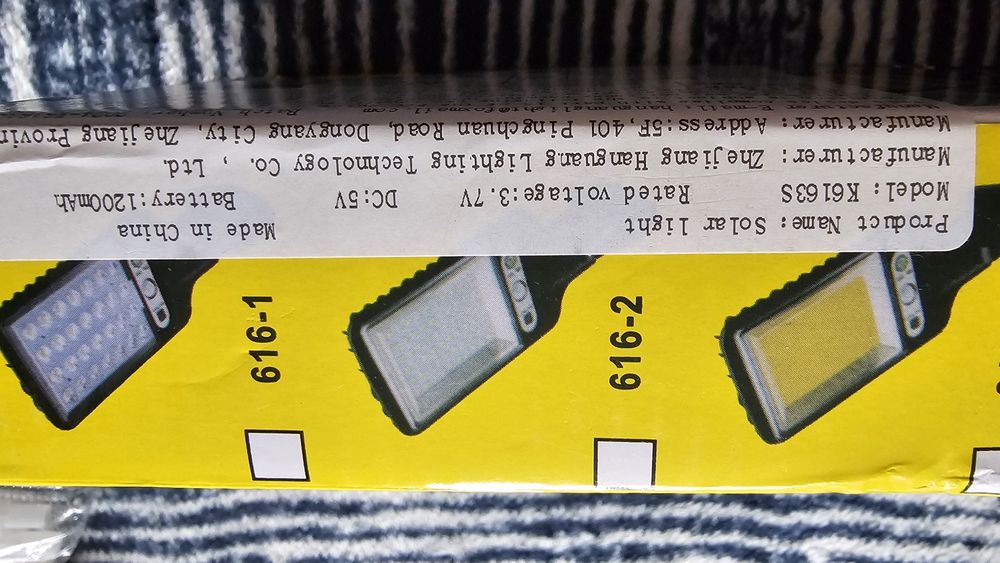 Product Name: Solar light Made in China
Model: K6163S Rated voltage:3.7V DC:5V Battery:1200mAh
Manufacturer: Zhejiang Hanguang Lighting Technology Co. , Ltd.
Manufacturer: Address:5F,401 Pingchuan Road, Dongyang City, Zhejiang Provin
616-1
616-2